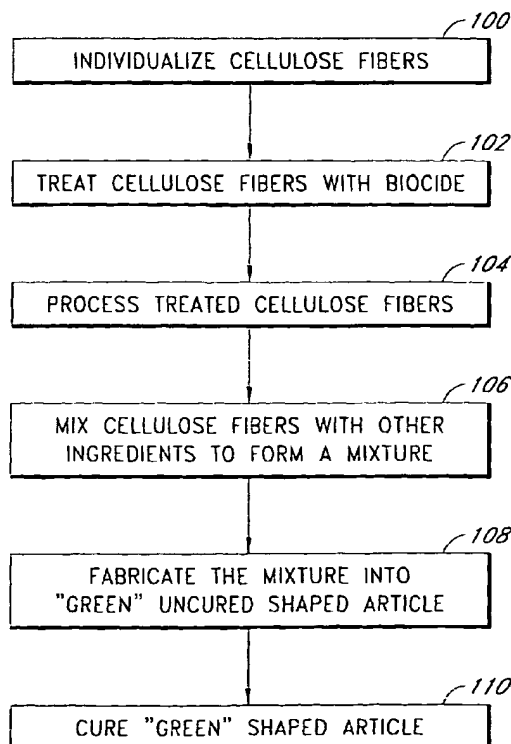 100
INDIVIDUALIZE CELLULOSE FIBERS
102
TREAT CELLULOSE FIBERS WITH BIOCIDE
104
PROCESS TREATED CELLULOSE FIBERS
106
MIX CELLULOSE FIBERS WITH OTHER
INGREDIENTS TO FORM A MIXTURE
108
FABRICATE THE MIXTURE INTO
"GREEN" UNCURED SHAPED ARTICLE
110
CURE "GREEN" SHAPED ARTICLE